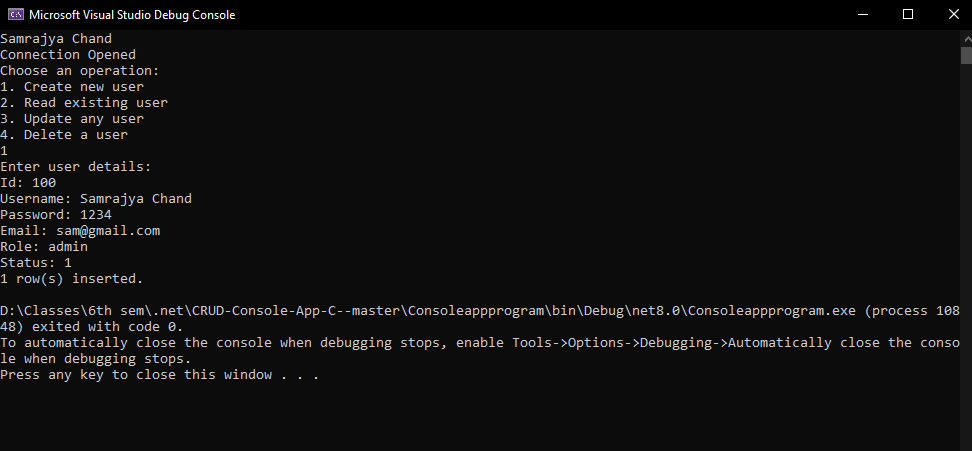 Microsoft Visual Studio Debug Console
Samrajya Chand
Connection Opened
Choose an operation:
1. Create new user
2. Read existing user
3. Update any user
4. Delete a user
1
Enter user details:
Id: 100
Username: Samrajya Chand
Password: 1234
Email: sam@gmail.com
Role: admin
Status: 1
1 row(s) inserted.
D:\Classes\6th sem\.net\CRUD-Console-App-C--master\Consoleappprogram\bin\Debug\net8.0\Consoleappprogram.exe (process 108
48) exited with code 0.
To automatically close the console when debugging stops, enable Tools->Options->Debugging->Automatically close the conso
le when debugging stops.
Press any key to close this window . . .